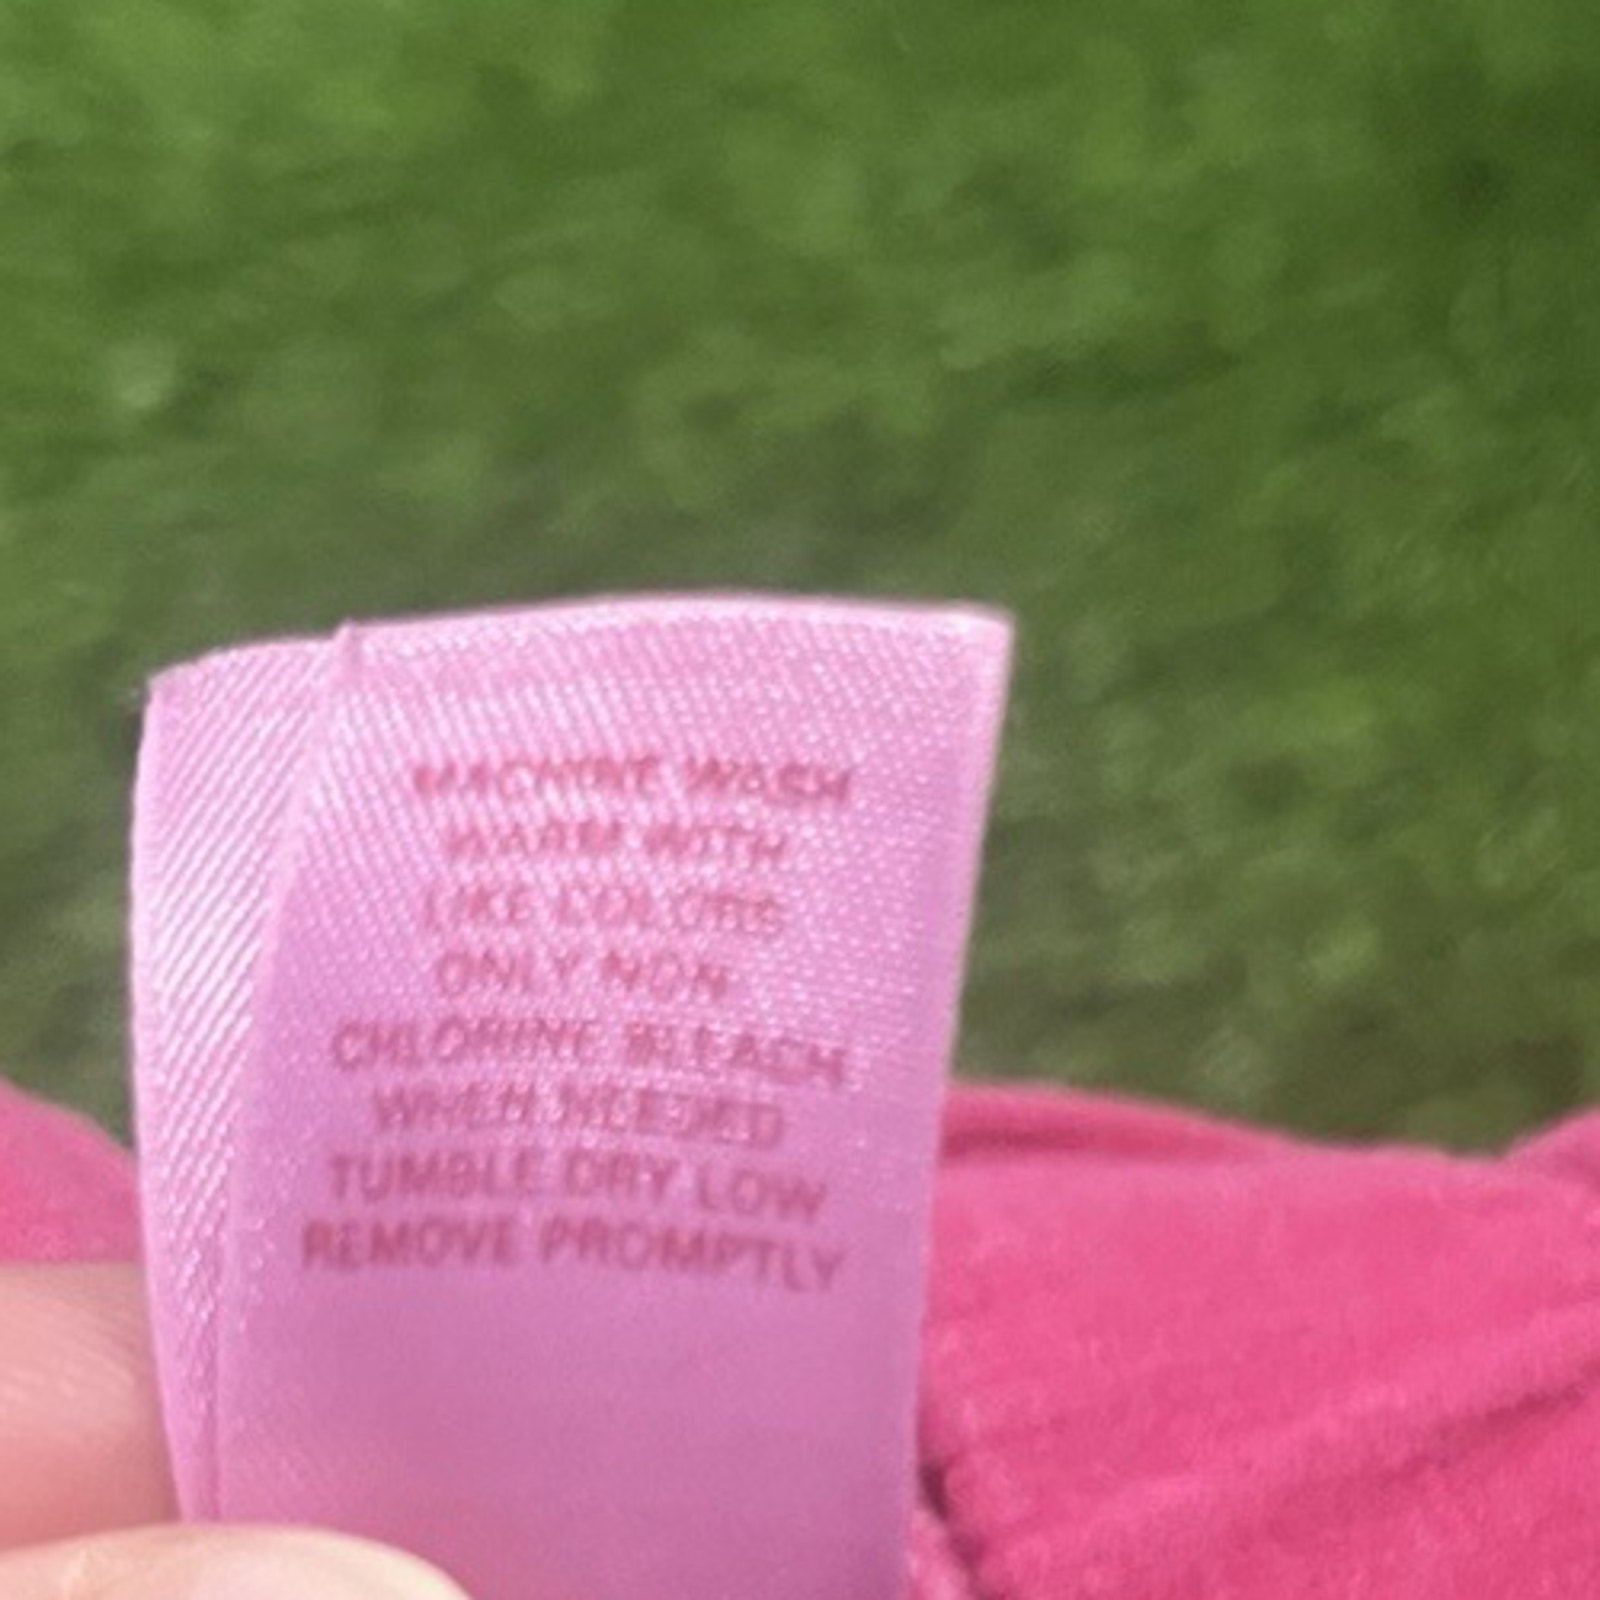 MACHINE WASH
WARM WITH
LIKE COLORS
ONLY NON
CHLORINE BLEACH
WHEN NEEDED
TUMBLE DRY LOW
REMOVE PROMPTLY